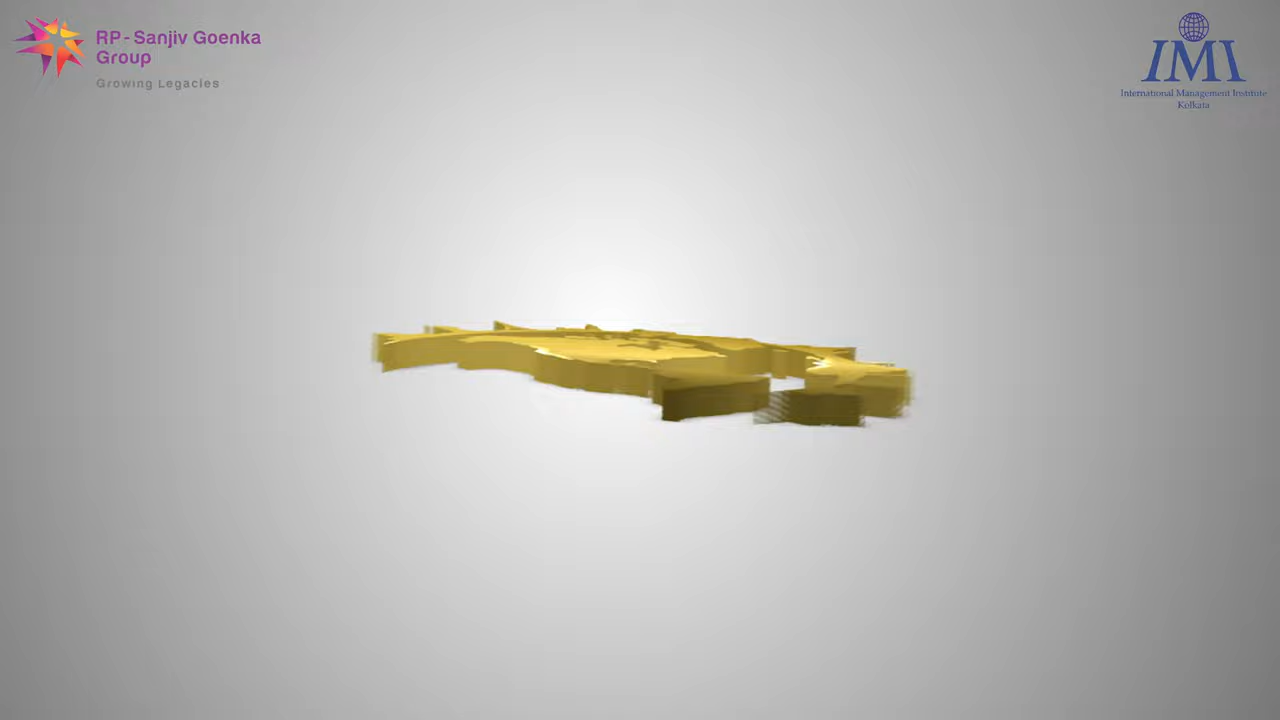 RP-Sanjiv Goenka
Group
Growing Legacies
IMI
International Management Institute
Kolkata